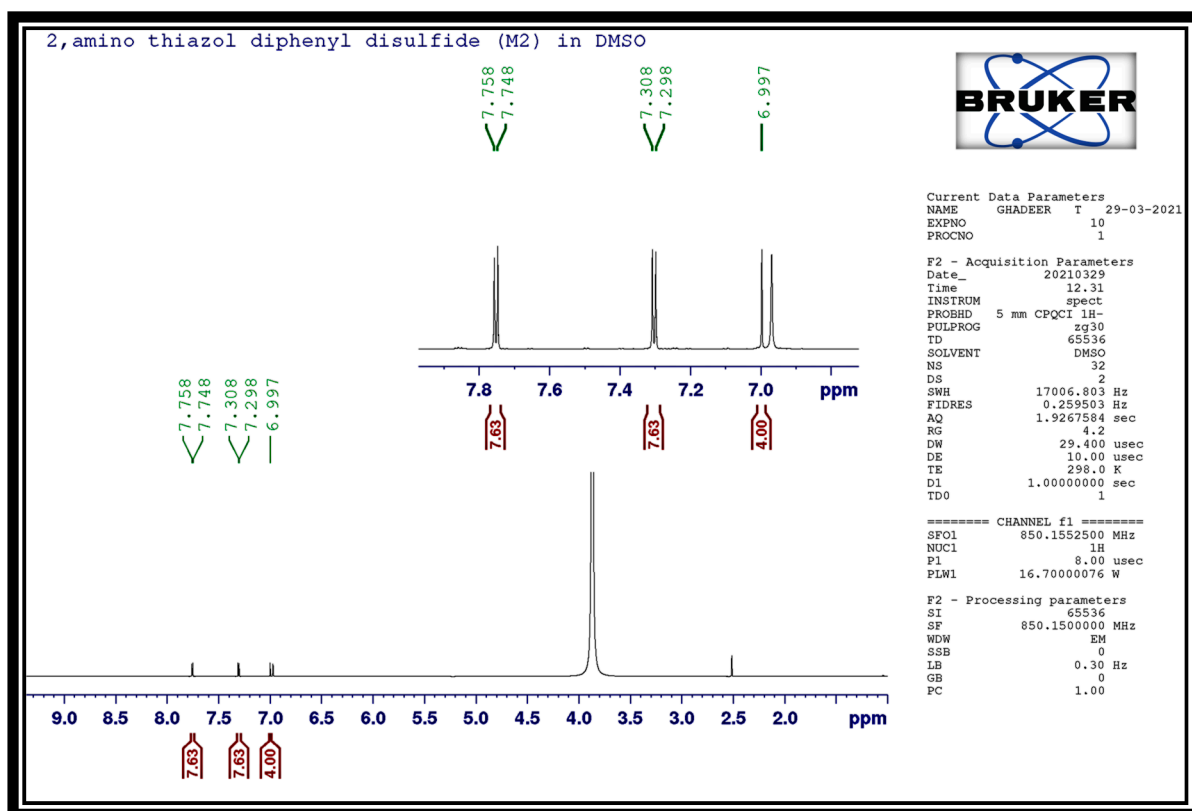 2,amino thiazol diphenyl disulfide (M2) in DMSO
7.758
7.748
7.308
7.298
6.997
BRUKER
Current Data Parameters
NAME GHADEER T 29-03-2021
EXPNO 10
PROCNO 1
F2 - Acquisition Parameters
Date_ 20210329
Time 12.31
INSTRUM spect
PROBHD 5 mm CPQCI 1H-
PULPROG zg30
TD 65536
SOLVENT DMSO
NS 32
DS 2
SWH 17006.803 Hz
FIDRES 0.259503 Hz
AQ 1.9267584 sec
RG 4.2
DW 29.400 usec
DE 10.00 usec
TE 298.0 K
D1 1.00000000 sec
TD0 1
======== CHANNEL f1 ========
SFO1 850.1552500 MHz
NUC1 1H
P1 8.00 usec
PLW1 16.70000076 W
F2 - Processing parameters
SI 65536
SF 850.1500000 MHz
WDW EM
SSB 0
LB 0.30 Hz
GB 0
PC 1.00
7.8 7.6 7.4 7.2 7.0 ppm
7.63 7.63 4.00
7.758
7.748
7.308
7.298
6.997
9.0 8.5 8.0 7.5 7.0 6.5 6.0 5.5 5.0 4.5 4.0 3.5 3.0 2.5 2.0 ppm
7.63 7.63 4.00